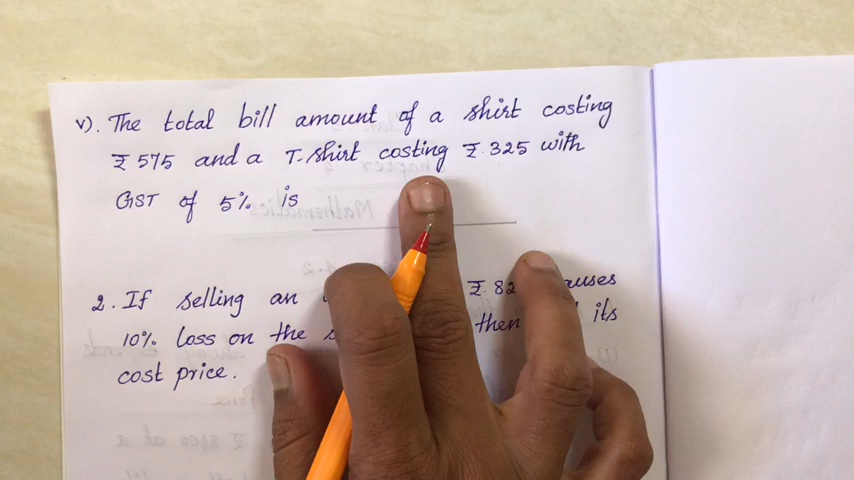 v). The total bill amount of a shirt costing
₹ 575 and a T-shirt costing ₹.325 with
GST of 5% is
2. If selling an ₹.82
10% loss on the then its
cost price.